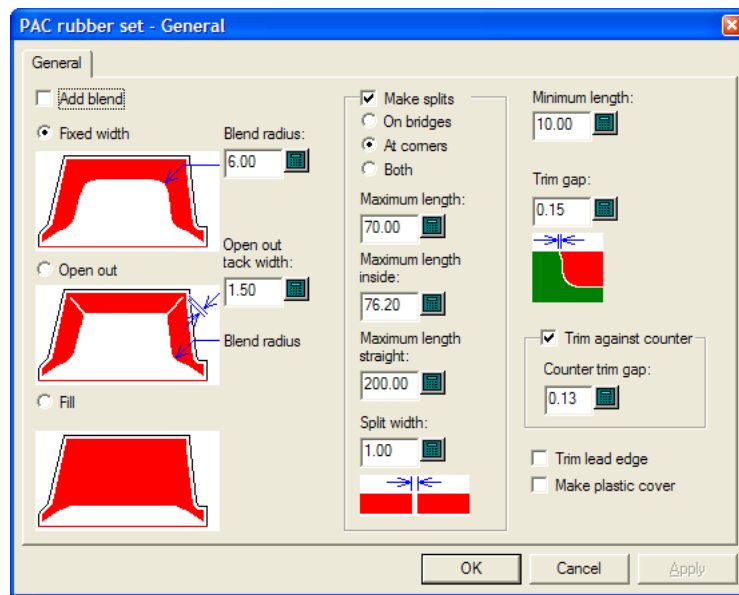 PAC rubber set - General
General
Add blend
Fixed width
Blend radius:
6.00
Open out
Open out
tack width:
1.50
Blend radius
Fill
Make splits
On bridges
At corners
Both
Maximum length:
70.00
Maximum length
inside:
76.20
Maximum length
straight:
200.00
Split width:
1.00
Minimum length:
10.00
Trim gap:
0.15
Trim against counter
Counter trim gap:
0.13
Trim lead edge
Make plastic cover
OK
Cancel
Apply